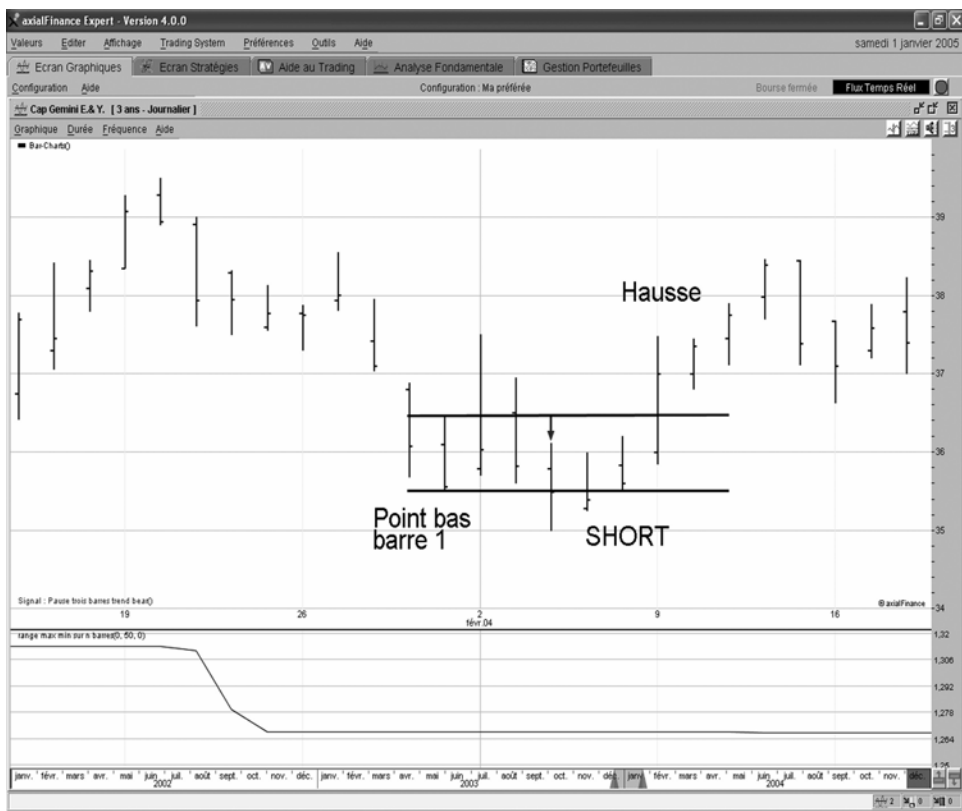 axialFinance Expert - Version 4.0.0
Valeurs Editer Affichage Trading System Préférences Outils Aide samedi 1 janvier 2005
Ecran Graphiques Ecran Stratégies Aide au Trading Analyse Fondamentale Gestion Portefeuilles
Configuration Aide Configuration : Ma préférée Bourse fermée Flux Temps Réel
Cap Gemini E.& Y. [ 3 ans - Journalier ]
Graphique Durée Fréquence Aide
Bar-Charts()
39
Hausse
38
37
36
Point bas
barre 1
SHORT
35
Signal : Pause trois barres trend bear()
© axialFinance
34
19 26 2 9 16
févr.04
range max min sur n barres(0, 50, 0)
1,32
1,306
1,292
1,278
1,264
1,25
janv. févr. mars avr. mai juin juil. août sept. oct. nov. déc. janv. févr. mars avr. mai juin juil. août sept. oct. nov. déc. janv. févr. mars avr. mai juin juil. août sept. oct. nov. déc.
2002 2003 2004
2 0 0